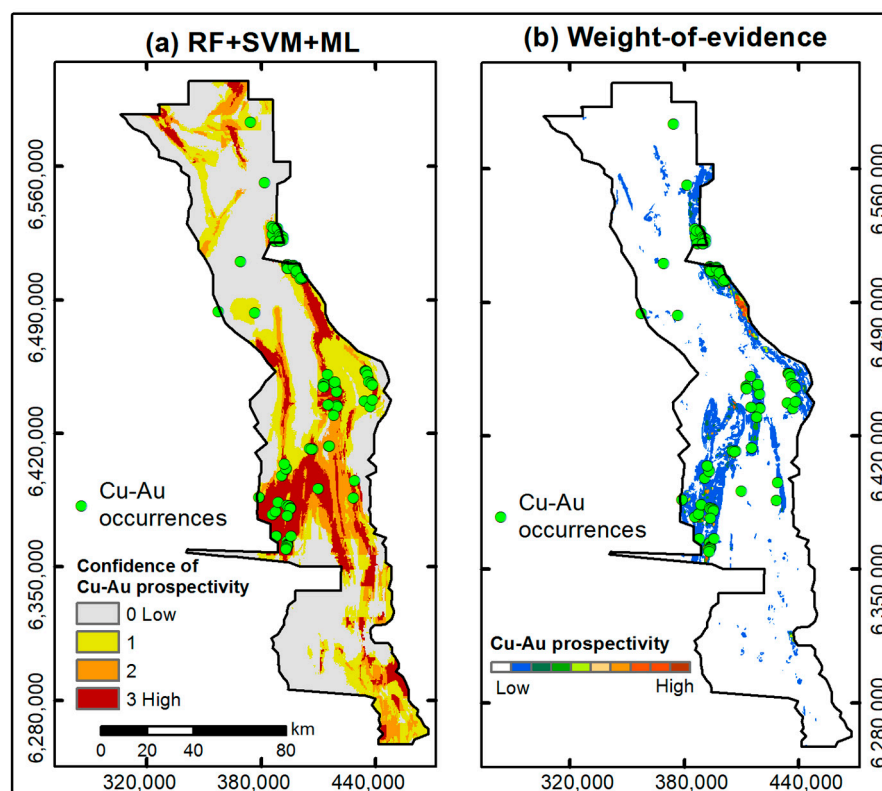 (a) RF+SVM+ML
(b) Weight-of-evidence
6,560,000
6,490,000
6,420,000
6,350,000
6,280,000
Cu-Au
occurrences
Confidence of
Cu-Au prospectivity
0 Low
1
2
3 High
km
0 20 40 80
320,000 380,000 440,000
Cu-Au
occurrences
Cu-Au prospectivity
Low High
320,000 380,000 440,000
6,560,000
6,490,000
6,420,000
6,350,000
6,280,000